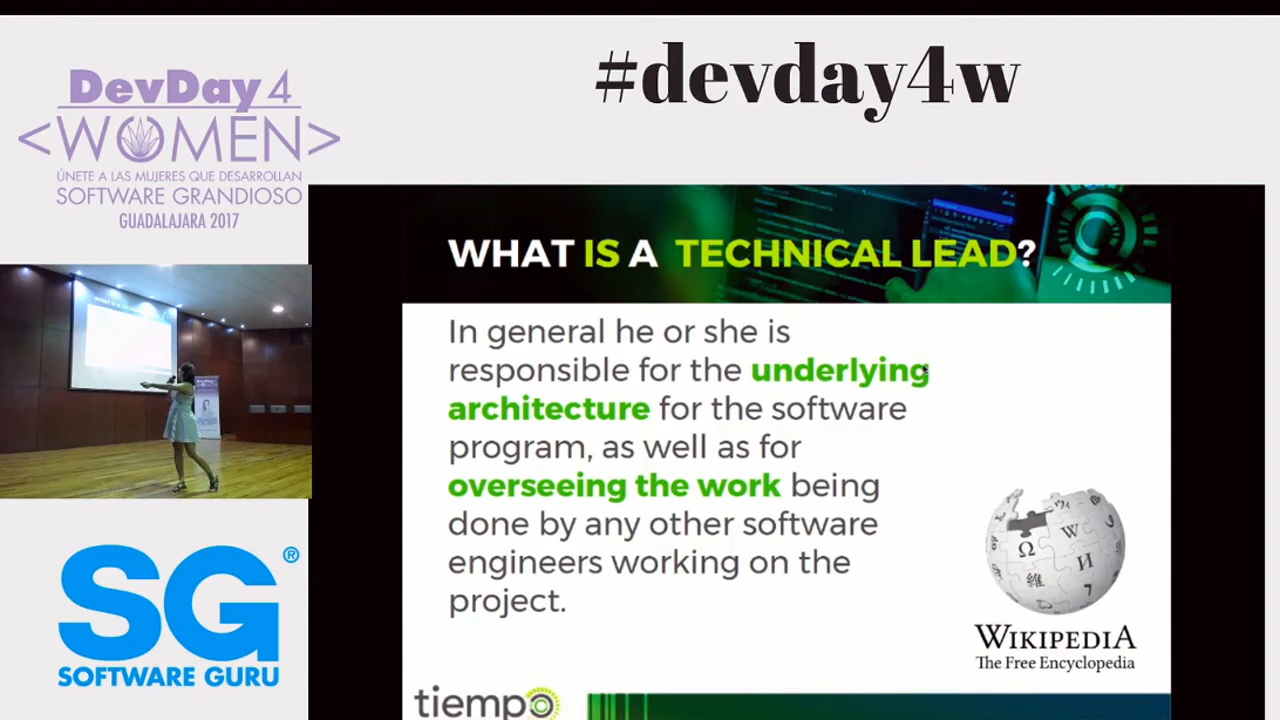 #devday4w
DevDay 4
<WOMEN>
ÚNETE A LAS MUJERES QUE DESARROLLAN
SOFTWARE GRANDIOSO
GUADALAJARA 2017
WHAT IS A TECHNICAL LEAD?
In general he or she is
responsible for the underlying
architecture for the software
program, as well as for
overseeing the work being
done by any other software
engineers working on the
project.
WIKIPEDIA
The Free Encyclopedia
tiempo
SG®
SOFTWARE GURU